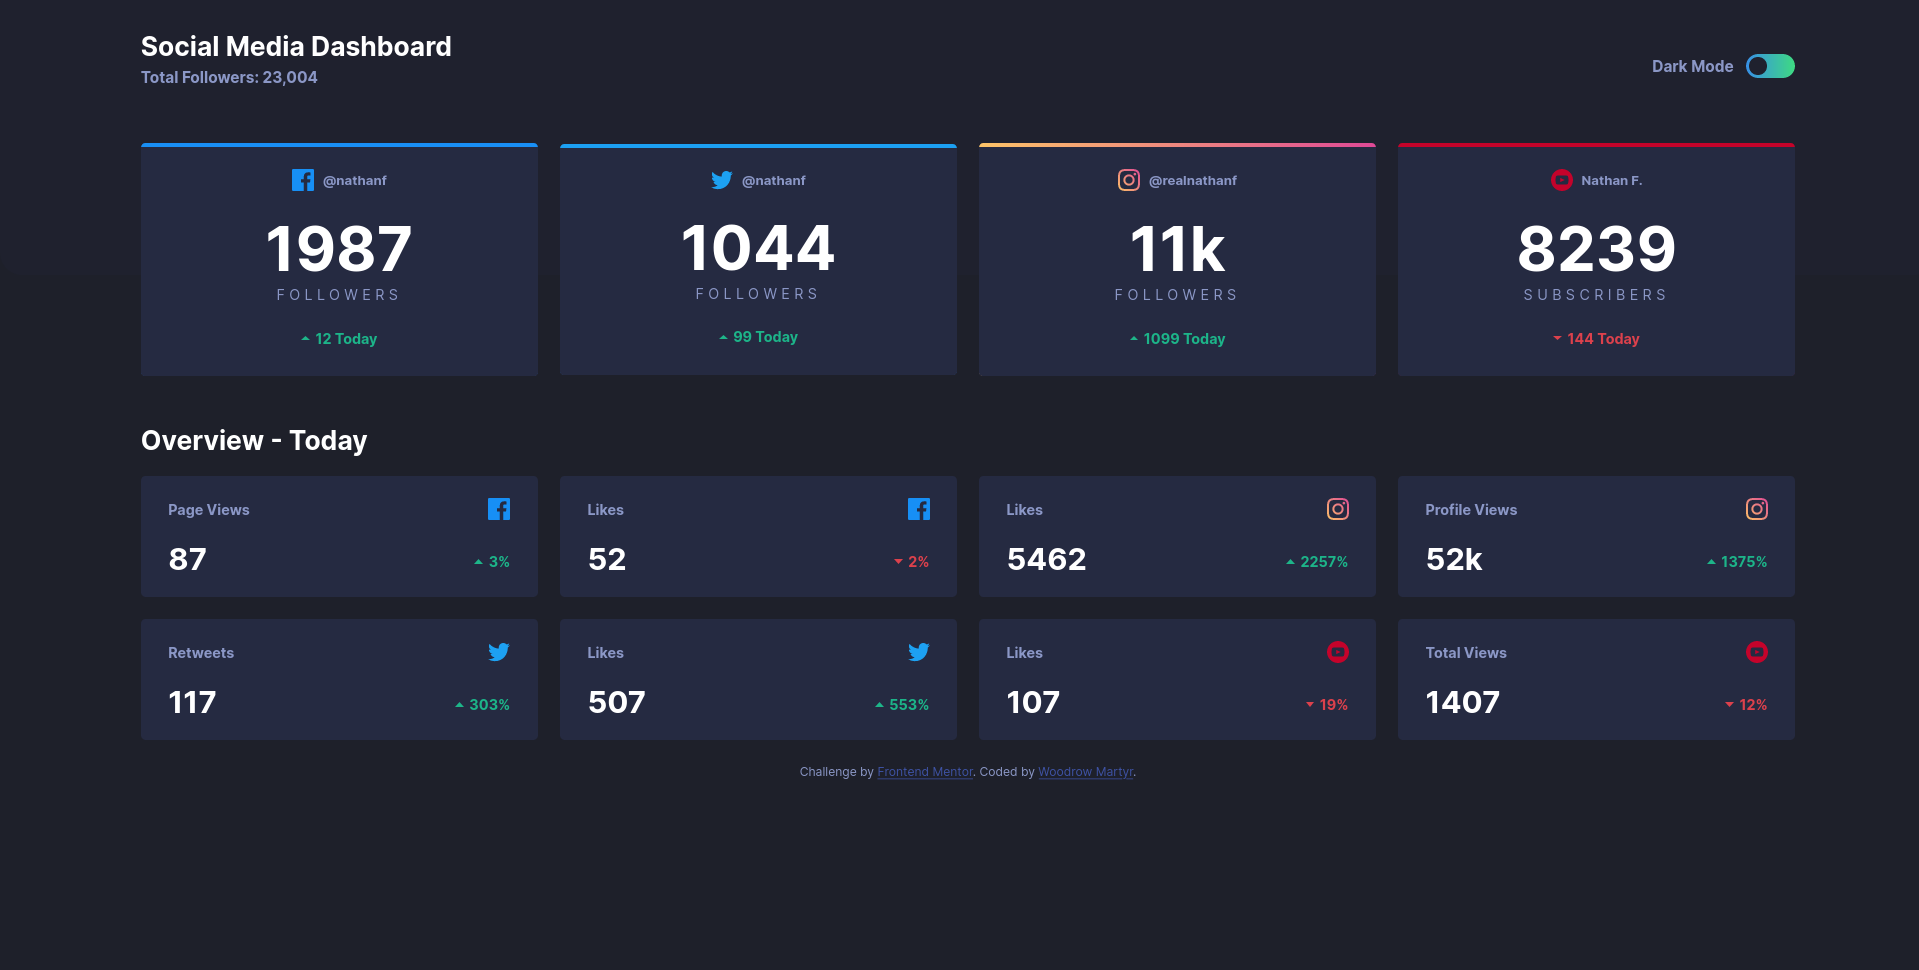 Social Media Dashboard
Total Followers: 23,004
Dark Mode
@nathanf
1987
FOLLOWERS
12 Today
@nathanf
1044
FOLLOWERS
99 Today
@realnathanf
11k
FOLLOWERS
1099 Today
Nathan F.
8239
SUBSCRIBERS
144 Today
Overview - Today
Page Views
87
3%
Likes
52
2%
Likes
5462
2257%
Profile Views
52k
1375%
Retweets
117
303%
Likes
507
553%
Likes
107
19%
Total Views
1407
12%
Challenge by Frontend Mentor. Coded by Woodrow Martyr.